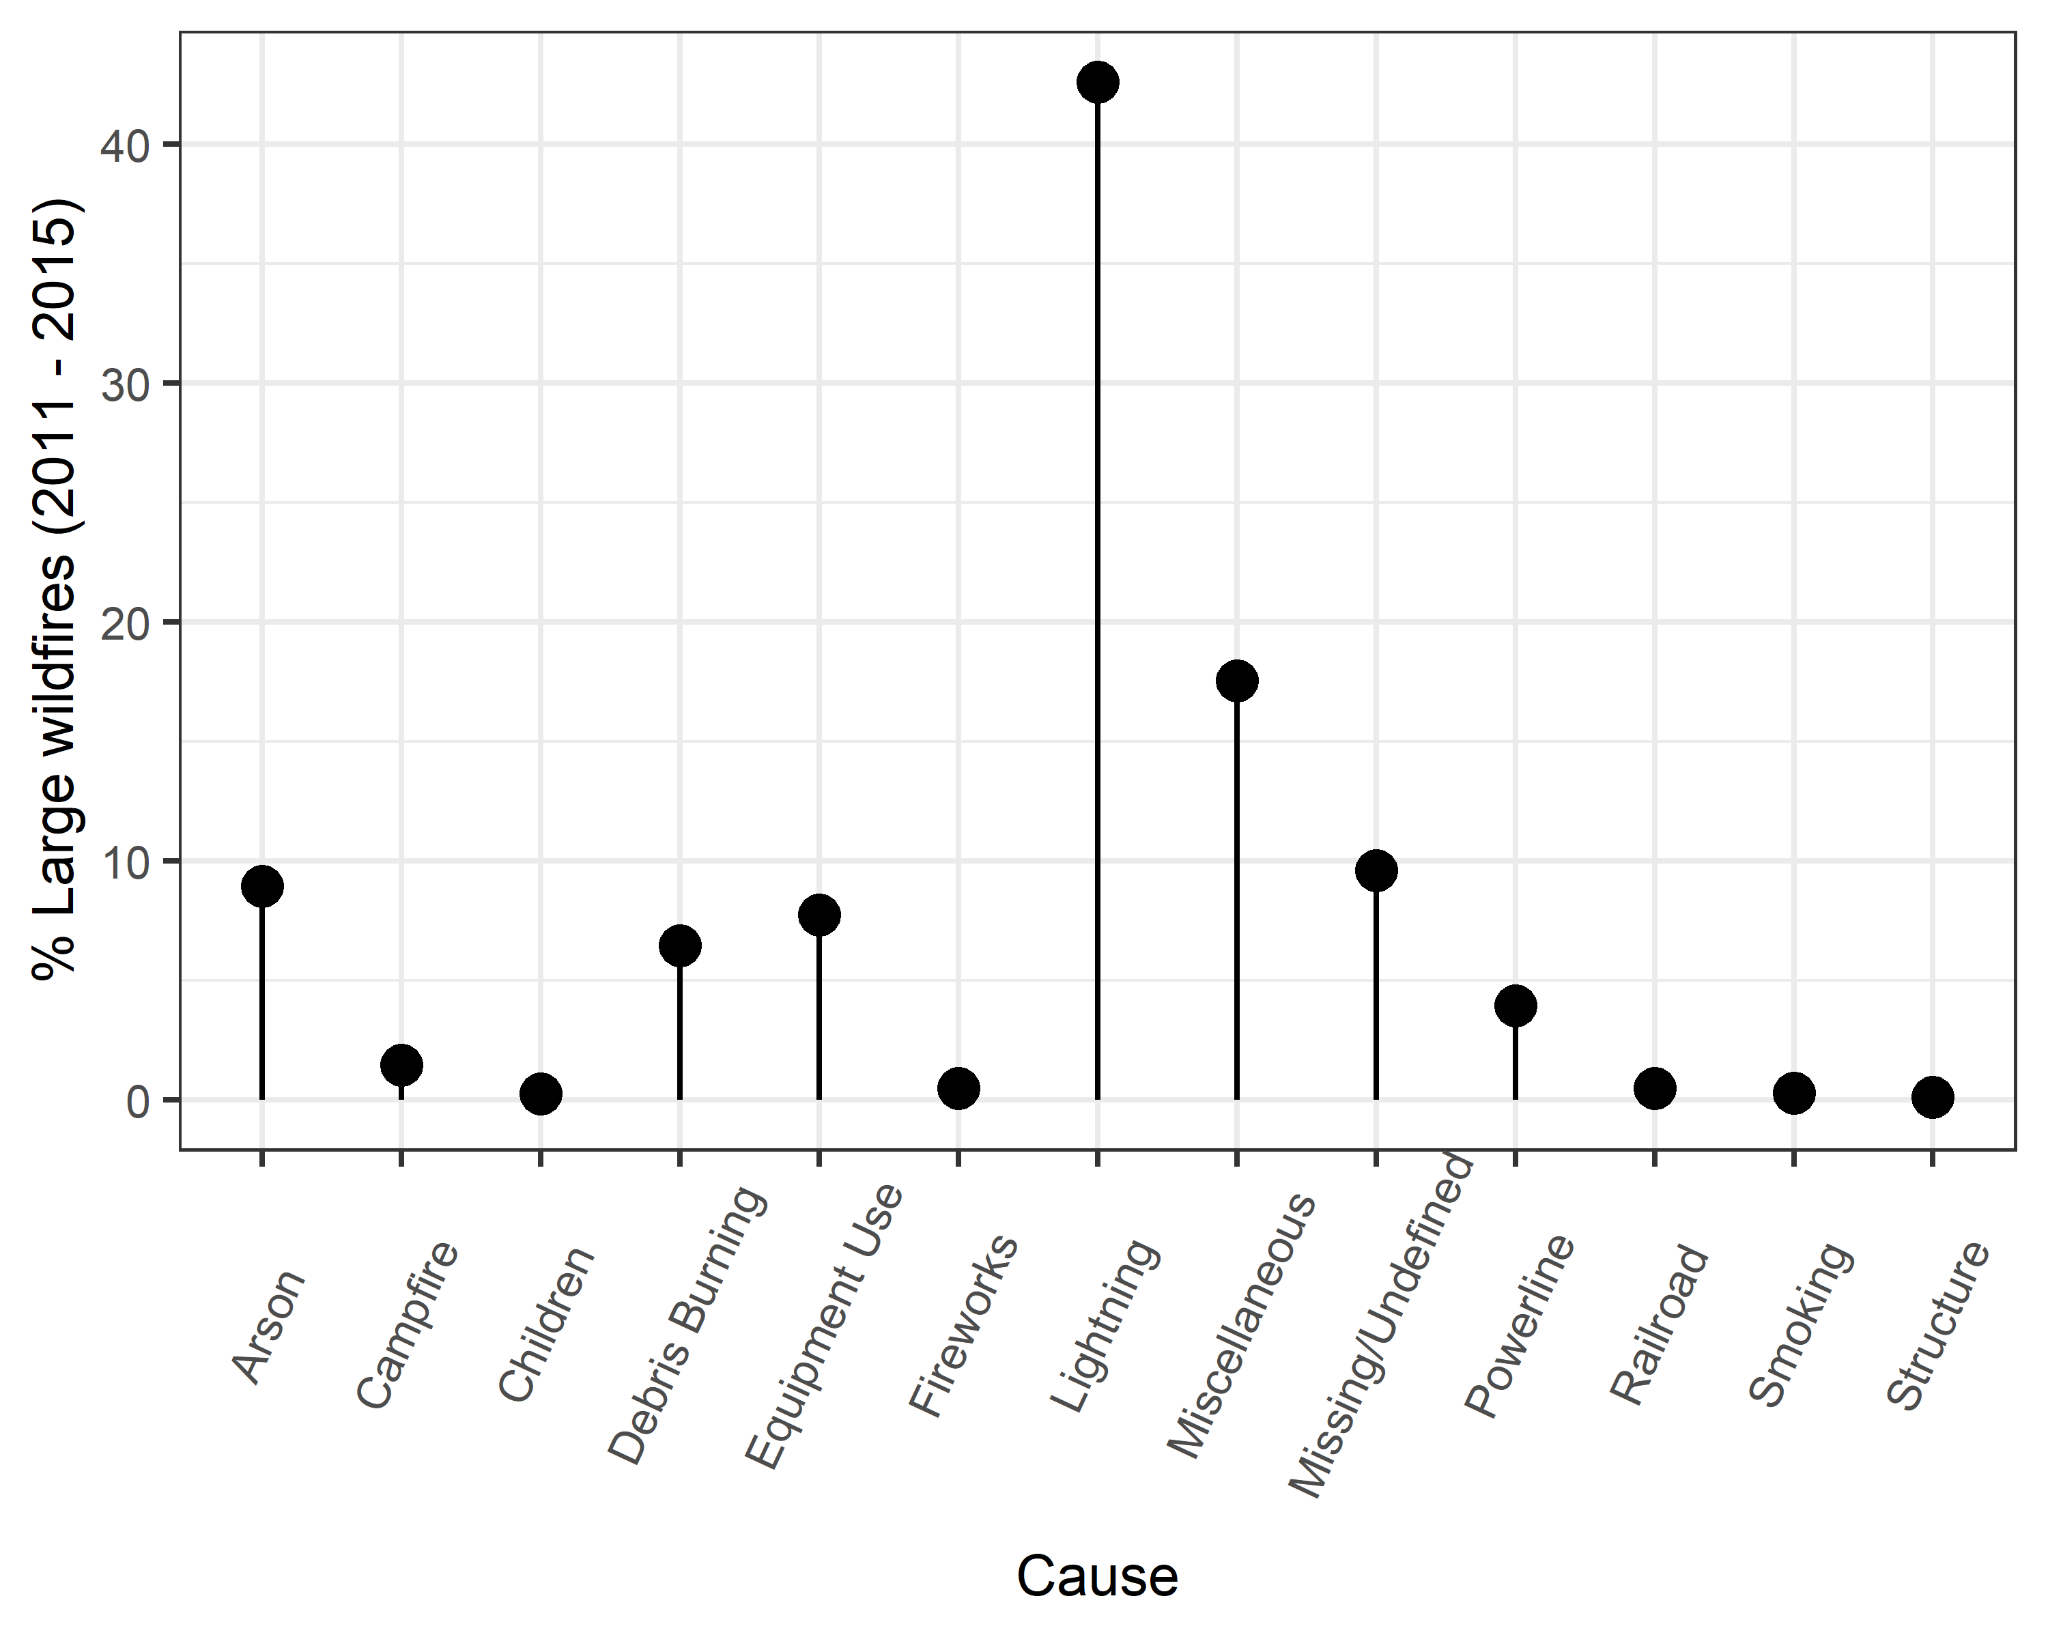 % Large wildfires (2011 - 2015)
40
30
20
10
0
Arson
Campfire
Children
Debris Burning
Equipment Use
Fireworks
Lightning
Miscellaneous
Missing/Undefined
Powerline
Railroad
Smoking
Structure
Cause